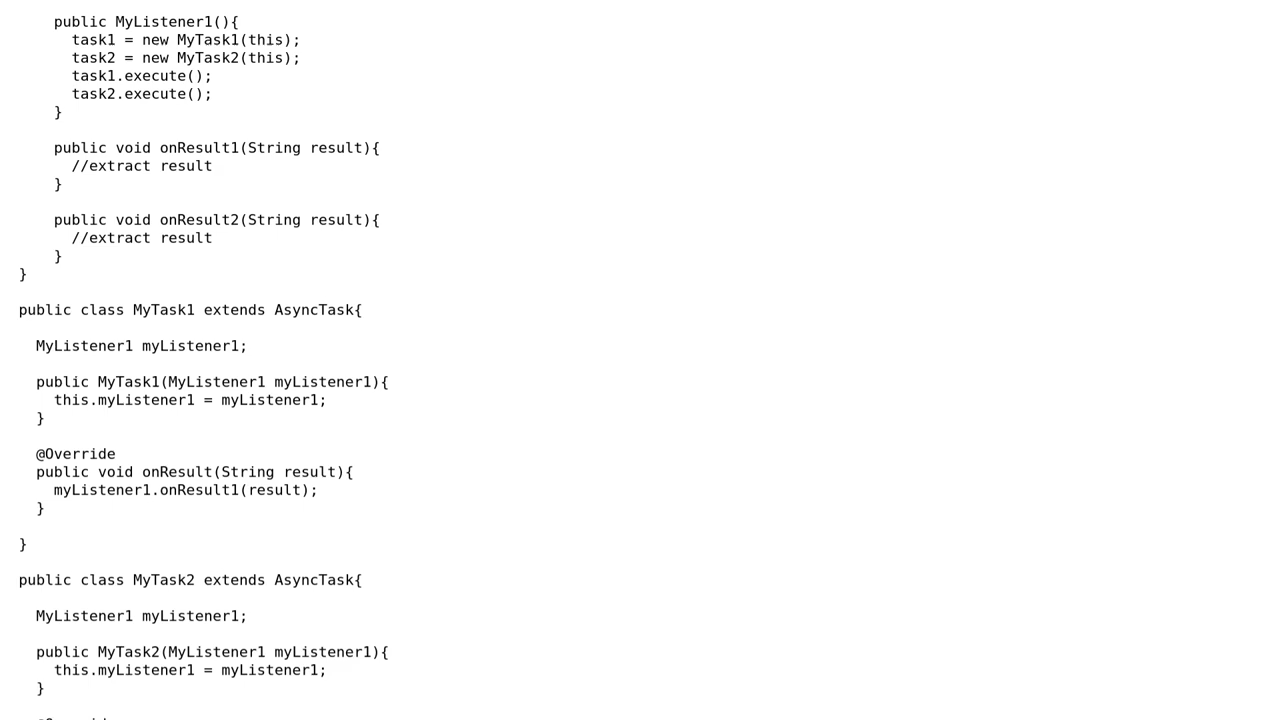 public MyListener1(){
task1 = new MyTask1(this);
task2 = new MyTask2(this);
task1.execute();
task2.execute();
}
public void onResult1(String result){
//extract result
}
public void onResult2(String result){
//extract result
}
}
public class MyTask1 extends AsyncTask{
MyListener1 myListener1;
public MyTask1(MyListener1 myListener1){
this.myListener1 = myListener1;
}
@Override
public void onResult(String result){
myListener1.onResult1(result);
}
}
public class MyTask2 extends AsyncTask{
MyListener1 myListener1;
public MyTask2(MyListener1 myListener1){
this.myListener1 = myListener1;
}